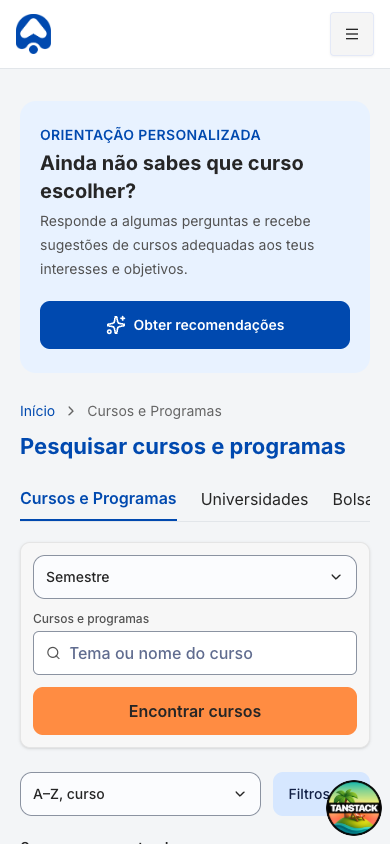 ORIENTAÇÃO PERSONALIZADA
Ainda não sabes que curso
escolher?
Responde a algumas perguntas e recebe
sugestões de cursos adequadas aos teus
interesses e objetivos.
Obter recomendações
Início > Cursos e Programas
Pesquisar cursos e programas
Cursos e Programas Universidades Bolsa
Semestre
Cursos e programas
Tema ou nome do curso
Encontrar cursos
A–Z, curso Filtros
TANSTACK